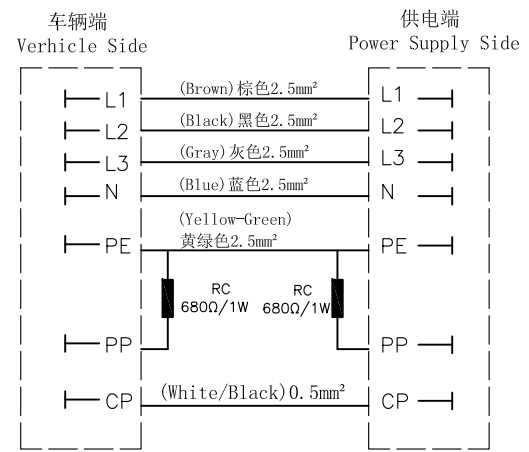 车辆端
Verhicle Side
供电端
Power Supply Side
L1
(Brown)棕色2.5mm²
L1
L2
(Black)黑色2.5mm²
L2
L3
(Gray)灰色2.5mm²
L3
N
(Blue)蓝色2.5mm²
N
(Yellow-Green)
PE
黄绿色2.5mm²
PE
RC
680Ω/1W
RC
680Ω/1W
PP
PP
CP
(White/Black)0.5mm²
CP